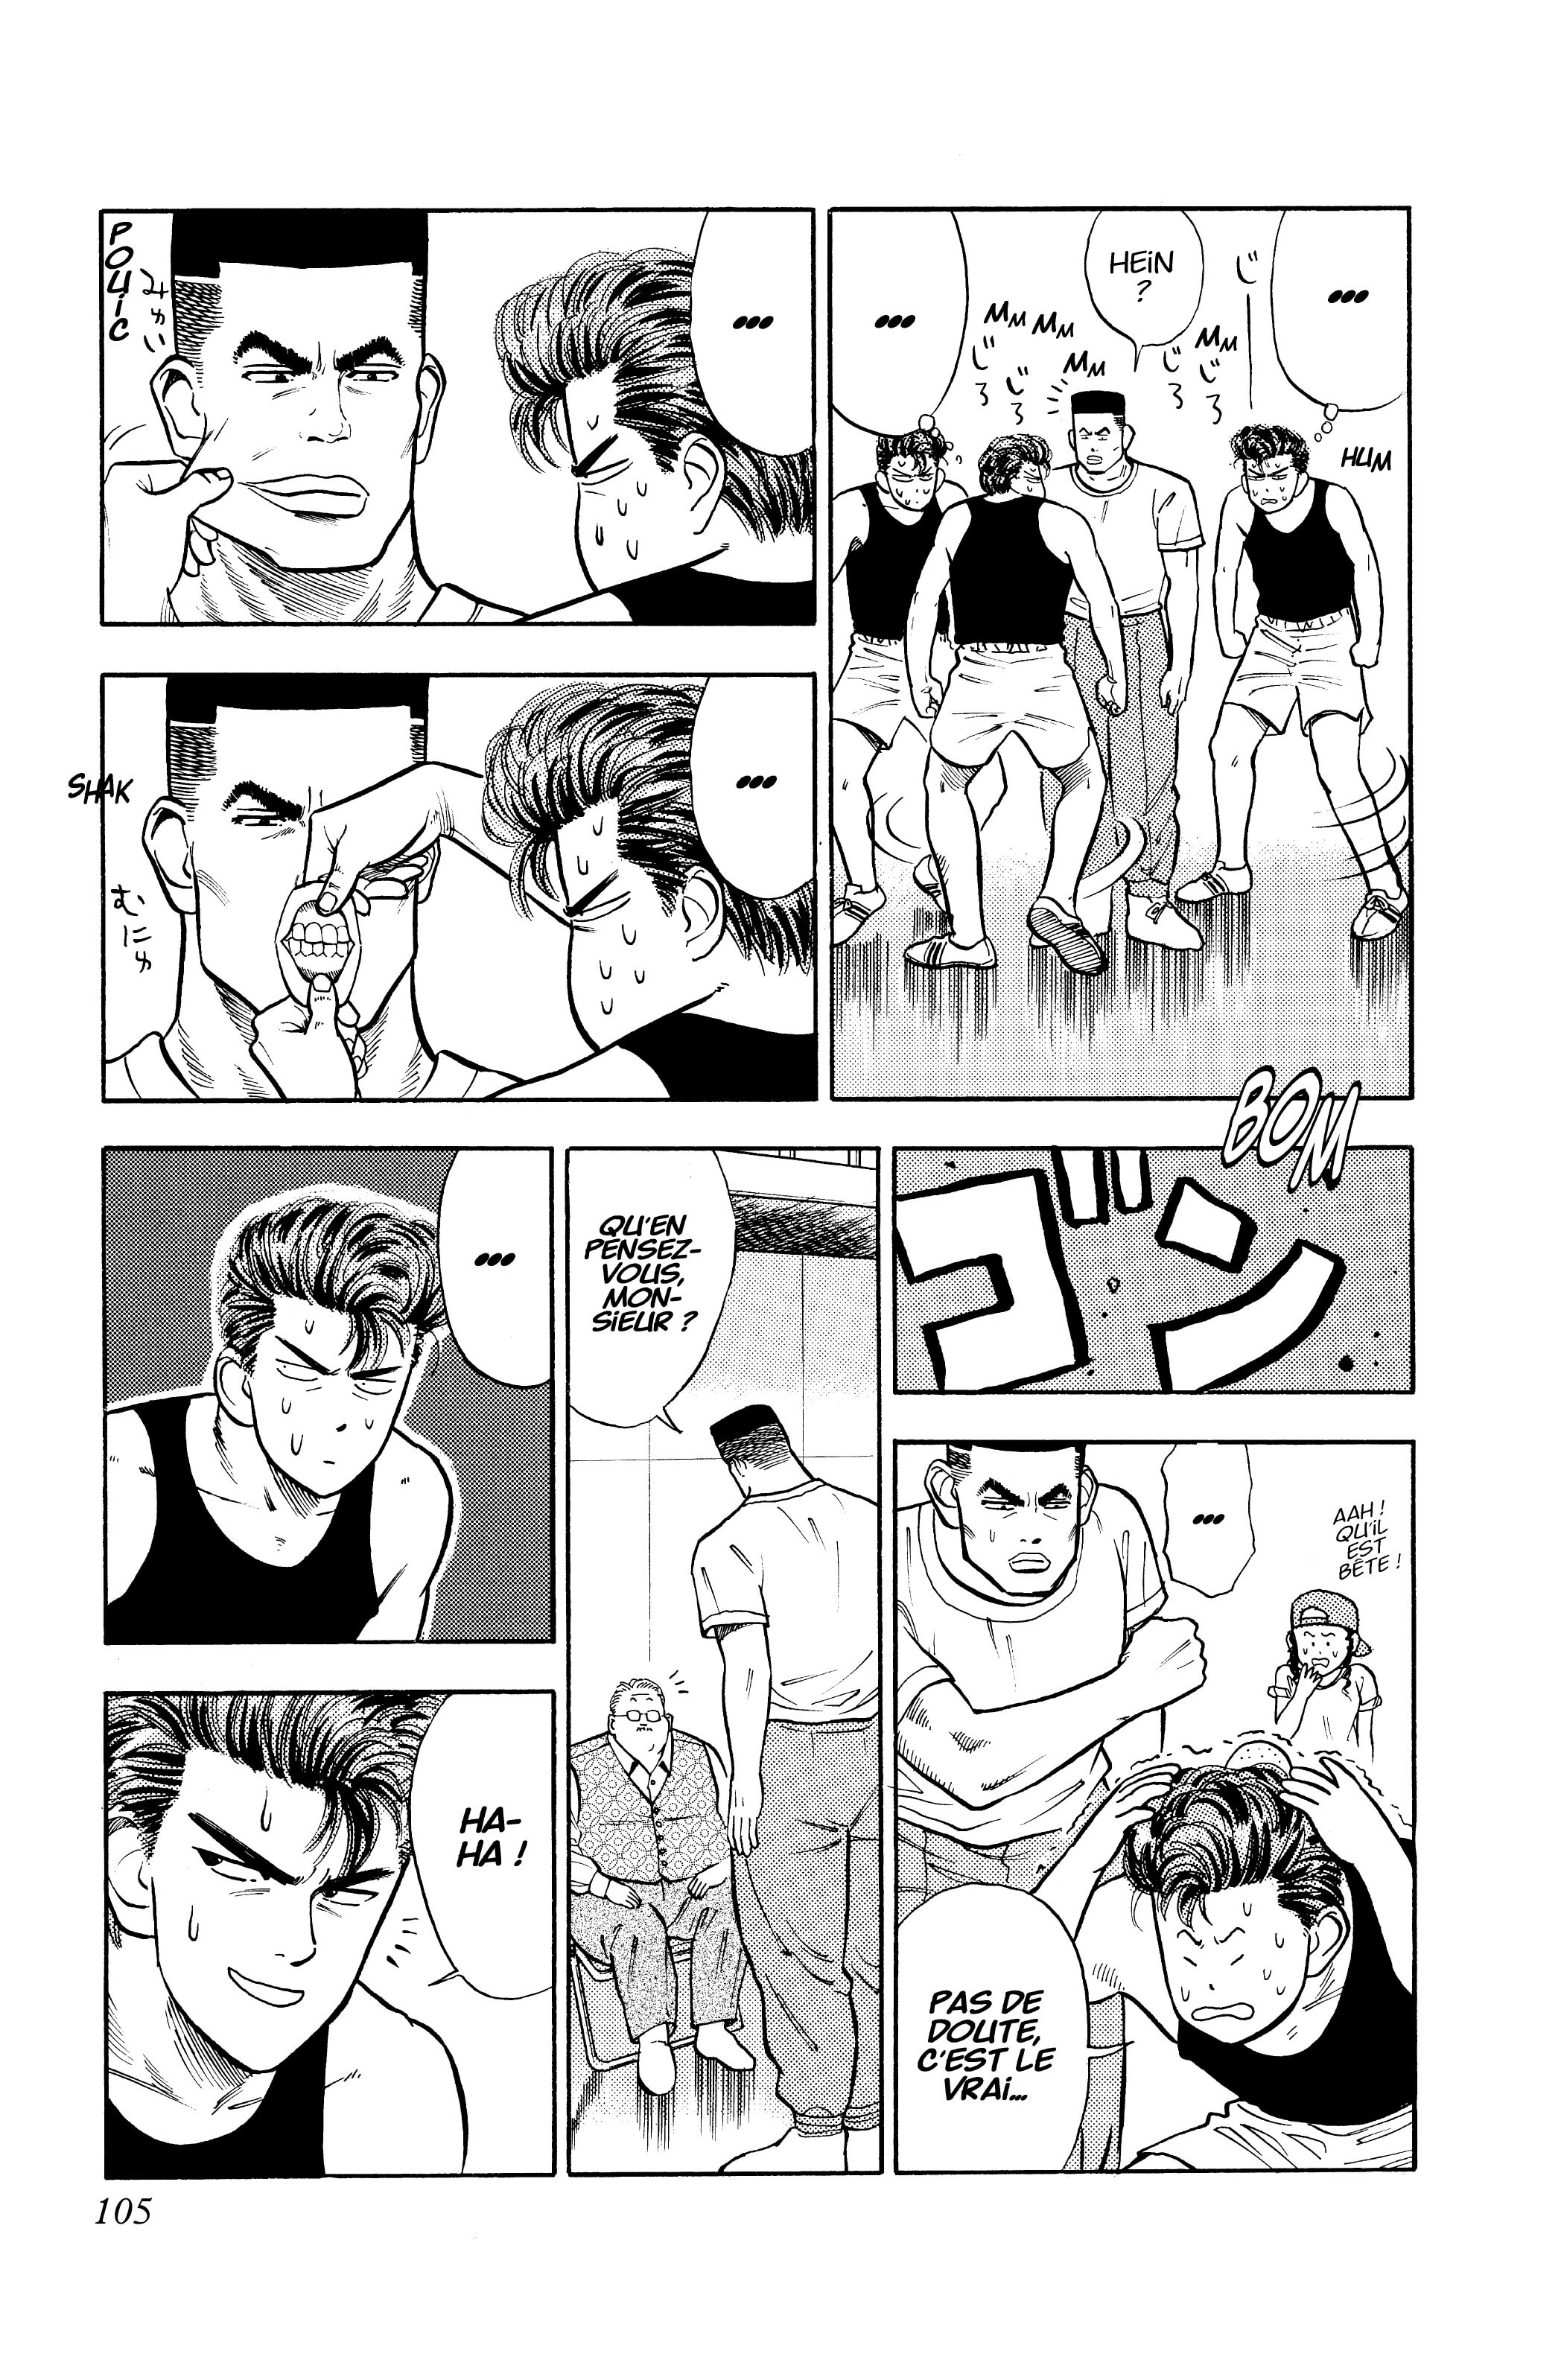 ...
HEIN
?
...
じー
MM
MM
MM
MM
じろ
じろ
じろ
じろ
HUM
POUIC
みゅい
...
SHAK
むにゅ
...
BOM
ゴン
...
AAH !
QU'IL
EST
BÊTE !
PAS DE
DOUTE,
C'EST LE
VRAI...
QU'EN
PENSEZ-
VOUS,
MON-
SIEUR ?
...
HA-
HA !
105